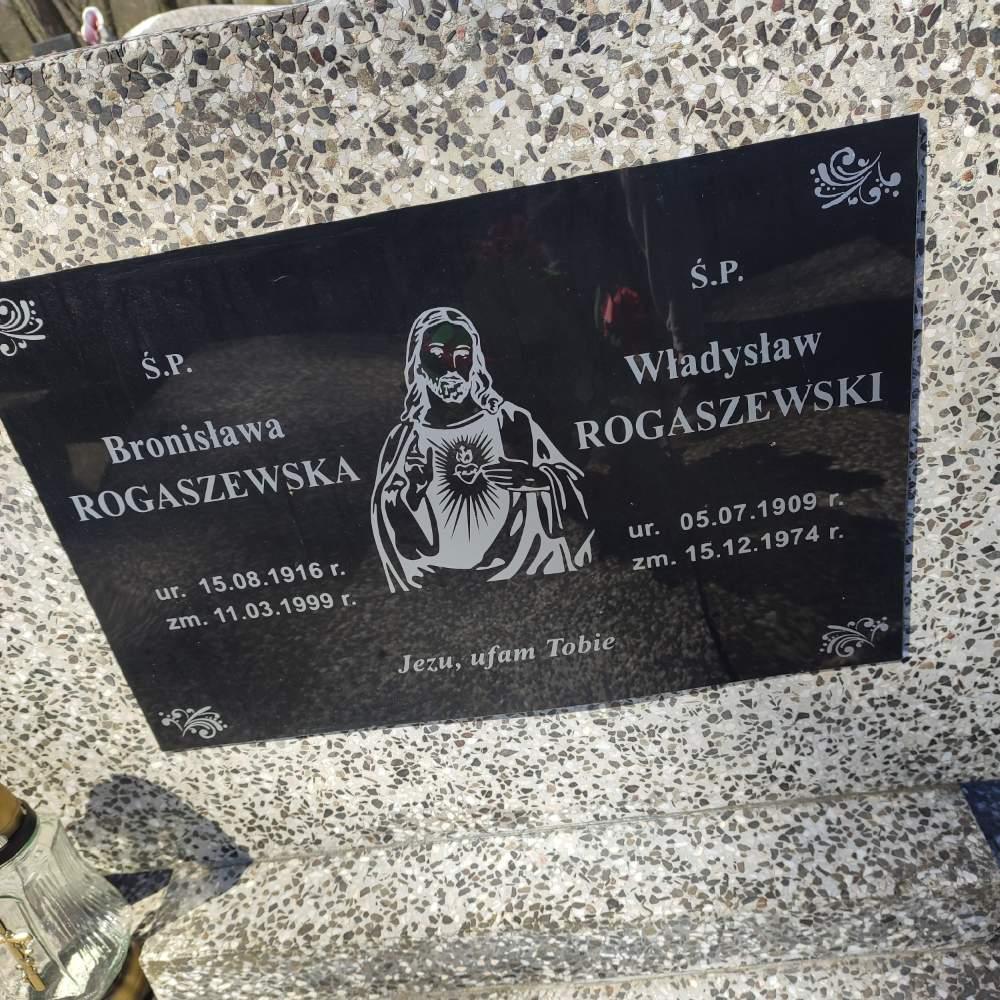 Ś.P.
Bronisława
ROGASZEWSKA
ur. 15.08.1916 r.
zm. 11.03.1999 r.
Ś.P.
Władysław
ROGASZEWSKI
ur. 05.07.1909 r.
zm. 15.12.1974 r.
Jezu, ufam Tobie